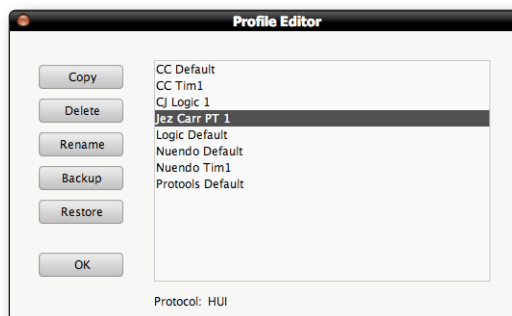 Profile Editor
Copy
Delete
Rename
Backup
Restore
OK
CC Default
CC Tim1
CJ Logic 1
Jez Carr PT 1
Logic Default
Nuendo Default
Nuendo Tim1
Protools Default
Protocol: HUI